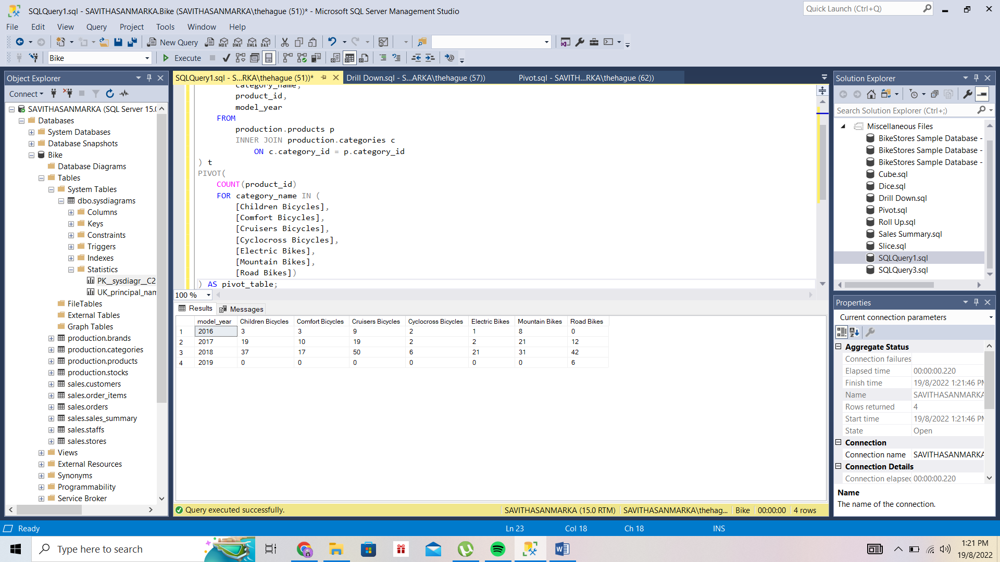 SQLQuery1.sql - SAVITHASANMARKA.Bike (SAVITHASANMARKA\thehague (51))* - Microsoft SQL Server Management Studio
Quick Launch (Ctrl+Q)
File Edit View Query Project Tools Window Help
New Query
MDX DMX XMLA DAX
Bike
Execute
Object Explorer
Connect
SAVITHASANMARKA (SQL Server 15.0
Databases
System Databases
Database Snapshots
Bike
Database Diagrams
Tables
System Tables
dbo.sysdiagrams
Columns
Keys
Constraints
Triggers
Indexes
Statistics
PK__sysdiagr__C2
UK_principal_nam
FileTables
External Tables
Graph Tables
production.brands
production.categories
production.products
production.stocks
sales.customers
sales.order_items
sales.orders
sales.sales_summary
sales.staffs
sales.stores
Views
External Resources
Synonyms
Programmability
Service Broker
SQLQuery1.sql - S...RKA\thehague (51))* Drill Down.sql - S...ARKA\thehague (57)) Pivot.sql - SAVITH...RKA\thehague (62))
category_name,
product_id,
model_year
FROM
production.products p
INNER JOIN production.categories c
ON c.category_id = p.category_id
) t
PIVOT(
COUNT(product_id)
FOR category_name IN (
[Children Bicycles],
[Comfort Bicycles],
[Cruisers Bicycles],
[Cyclocross Bicycles],
[Electric Bikes],
[Mountain Bikes],
[Road Bikes])
) AS pivot_table;
100 %
Results Messages
model_year Children Bicycles Comfort Bicycles Cruisers Bicycles Cyclocross Bicycles Electric Bikes Mountain Bikes Road Bikes
1 2016 3 3 9 2 1 8 0
2 2017 19 10 19 2 2 21 12
3 2018 37 17 50 6 21 31 42
4 2019 0 0 0 0 0 0 6
Query executed successfully. SAVITHASANMARKA (15.0 RTM) SAVITHASANMARKA\thehag... Bike 00:00:00 4 rows
Solution Explorer
Search Solution Explorer (Ctrl+;)
Miscellaneous Files
BikeStores Sample Database -
BikeStores Sample Database -
BikeStores Sample Database -
Cube.sql
Dice.sql
Drill Down.sql
Pivot.sql
Roll Up.sql
Sales Summary.sql
Slice.sql
SQLQuery1.sql
SQLQuery3.sql
Properties
Current connection parameters
Aggregate Status
Connection failures
Elapsed time 00:00:00.220
Finish time 19/8/2022 1:21:46 PM
Name SAVITHASANMARKA
Rows returned 4
Start time 19/8/2022 1:21:46 PM
State Open
Connection
Connection name SAVITHASANMARKA
Connection Details
Connection elapsed 00:00:00.220
Name
The name of the connection.
Ready Ln 23 Col 18 Ch 18 INS
Type here to search
1:21 PM
19/8/2022